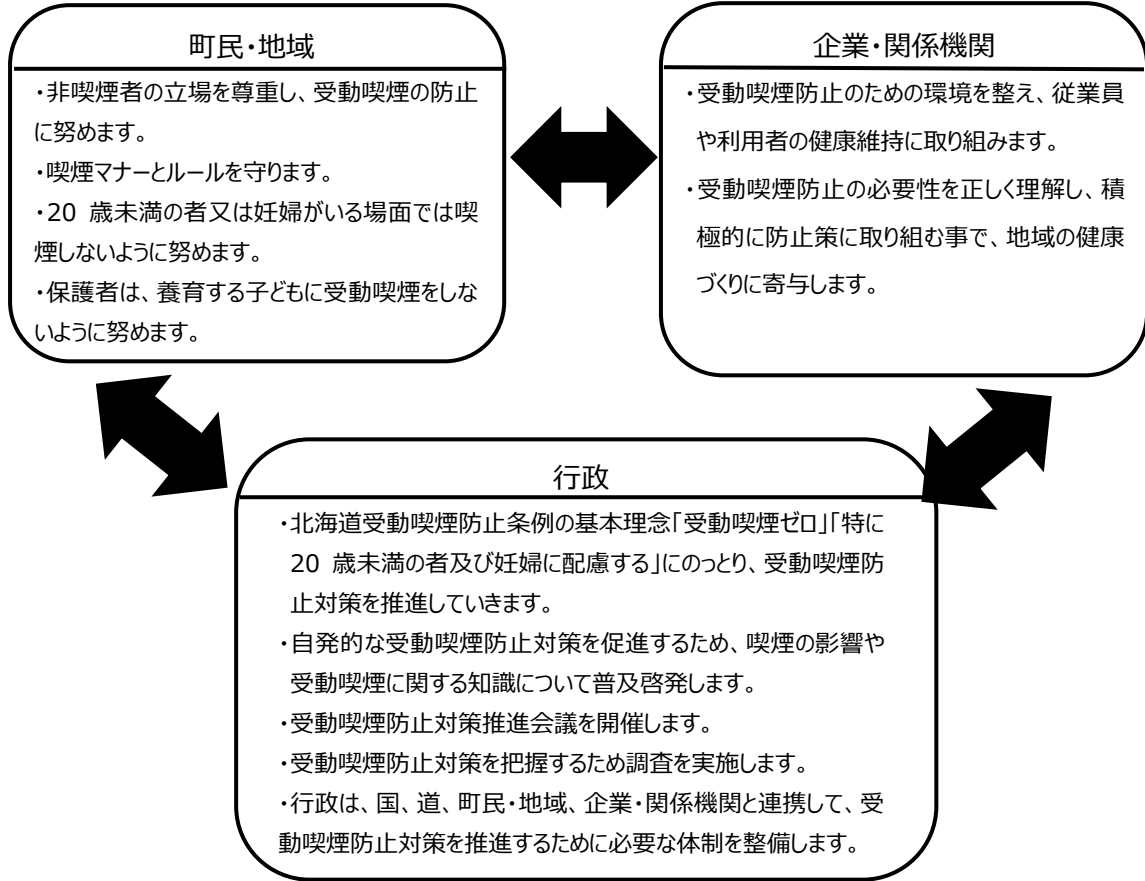 町民・地域
・非喫煙者の立場を尊重し、受動喫煙の防止
に努めます。
・喫煙マナーとルールを守ります。
・20 歳未満の者又は妊婦がいる場面では喫
煙しないように努めます。
・保護者は、養育する子どもに受動喫煙をしな
いように努めます。
企業・関係機関
・受動喫煙防止のための環境を整え、従業員
や利用者の健康維持に取り組みます。
・受動喫煙防止の必要性を正しく理解し、積
極的に防止策に取り組む事で、地域の健康
づくりに寄与します。
行政
・北海道受動喫煙防止条例の基本理念「受動喫煙ゼロ」「特に
20 歳未満の者及び妊婦に配慮する」にのっとり、受動喫煙防
止対策を推進していきます。
・自発的な受動喫煙防止対策を促進するため、喫煙の影響や
受動喫煙に関する知識について普及啓発します。
・受動喫煙防止対策推進会議を開催します。
・受動喫煙防止対策を把握するため調査を実施します。
・行政は、国、道、町民・地域、企業・関係機関と連携して、受
動喫煙防止対策を推進するために必要な体制を整備します。